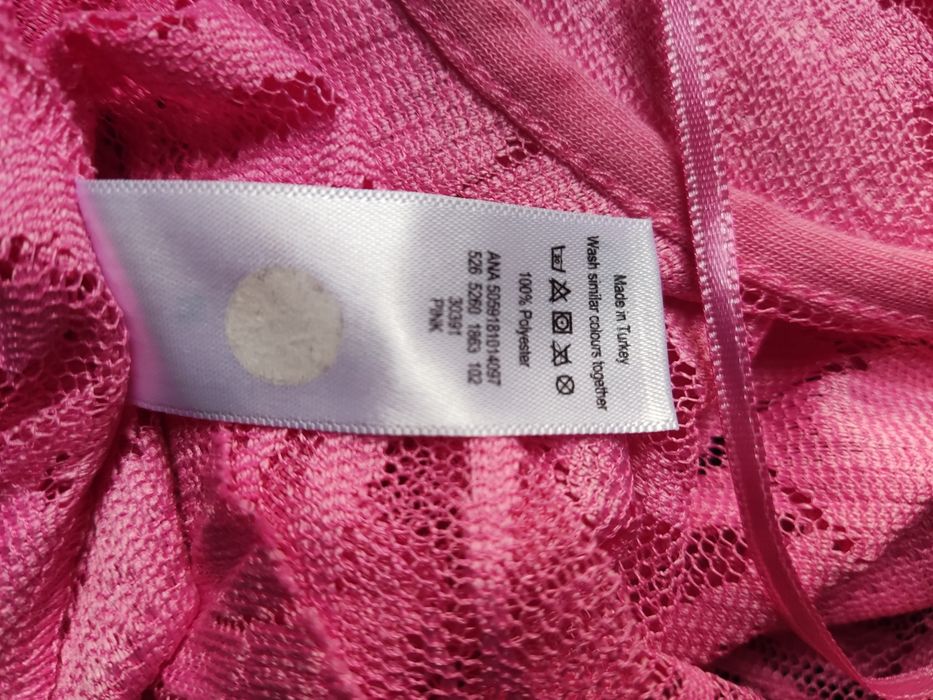 Made in Turkey
Wash similar colours together
100% Polyester
ANA 5059181014097
526 5260 1863 102
30391
PINK